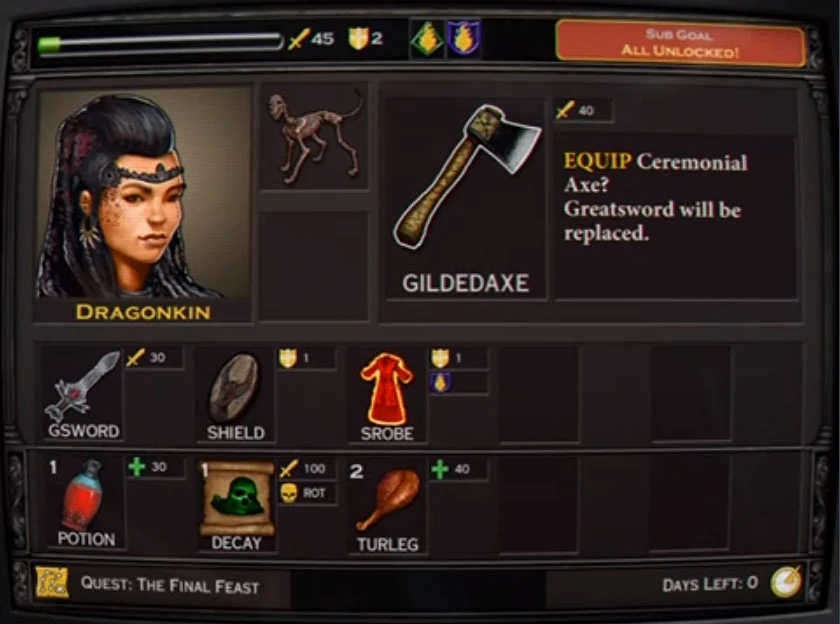 45
2
SUB GOAL
ALL UNLOCKED!
40
EQUIP Ceremonial
Axe?
Greatsword will be
replaced.
GILDEDAXE
DRAGONKIN
30
GSWORD
1
SHIELD
1
SROBE
1
30
POTION
1
100
ROT
DECAY
2
40
TURLEG
QUEST: THE FINAL FEAST
DAYS LEFT: 0